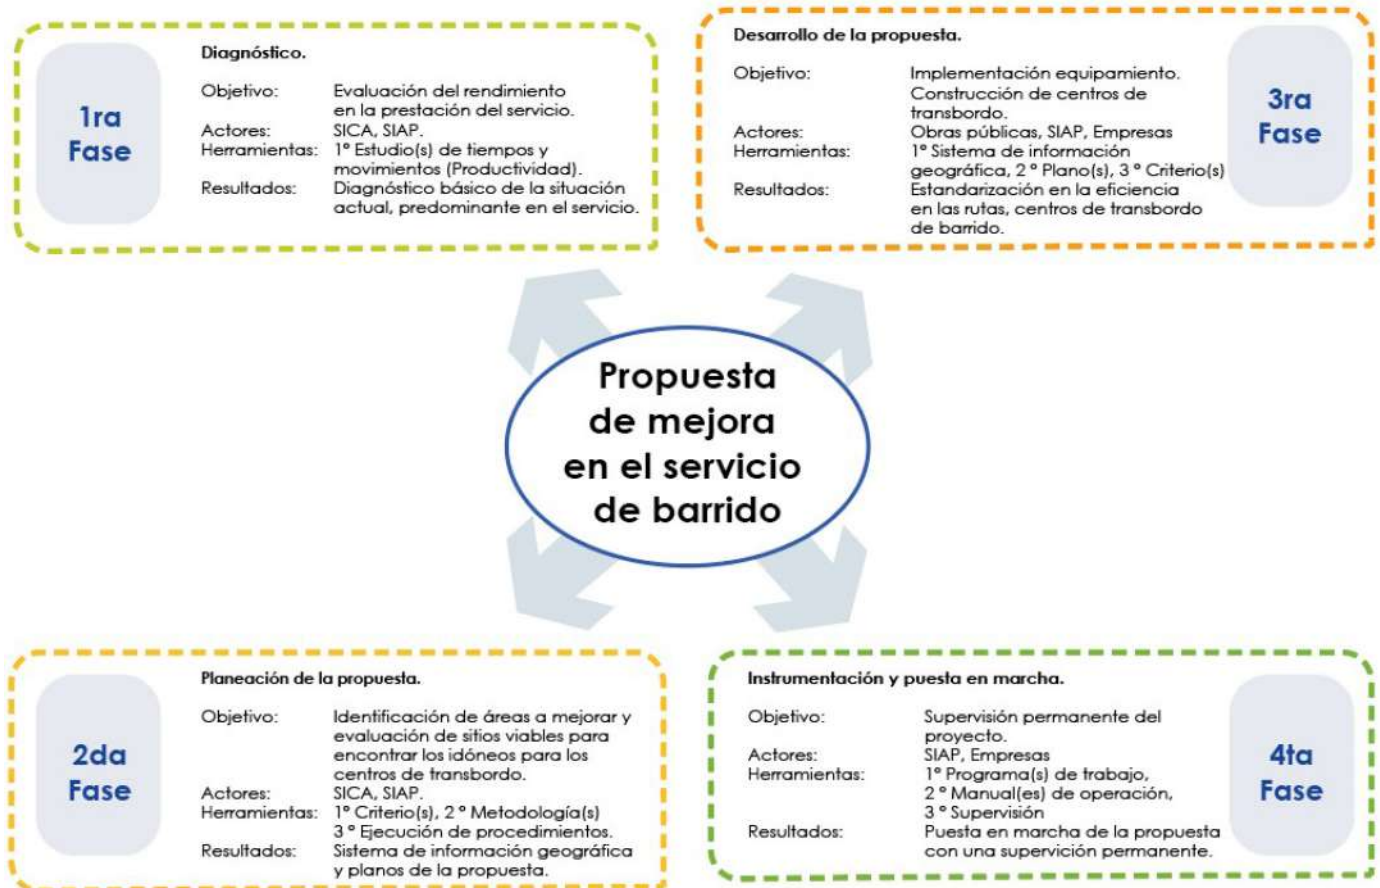 1ra
Fase
Diagnóstico.
Objetivo: Evaluación del rendimiento
en la prestación del servicio.
Actores: SICA, SIAP.
Herramientas: 1° Estudio(s) de tiempos y
movimientos (Productividad).
Resultados: Diagnóstico básico de la situación
actual, predominante en el servicio.
Desarrollo de la propuesta.
Objetivo: Implementación equipamiento.
Construcción de centros de
transbordo.
Actores: Obras públicas, SIAP, Empresas
Herramientas: 1° Sistema de información
geográfica, 2 ° Plano(s), 3 ° Criterio(s)
Resultados: Estandarización en la eficiencia
en las rutas, centros de transbordo
de barrido.
3ra
Fase
Propuesta
de mejora
en el servicio
de barrido
2da
Fase
Planeación de la propuesta.
Objetivo: Identificación de áreas a mejorar y
evaluación de sitios viables para
encontrar los idóneos para los
centros de transbordo.
Actores: SICA, SIAP.
Herramientas: 1° Criterio(s), 2 ° Metodología(s)
3 ° Ejecución de procedimientos.
Resultados: Sistema de información geográfica
y planos de la propuesta.
Instrumentación y puesta en marcha.
Objetivo: Supervisión permanente del
proyecto.
Actores: SIAP, Empresas
Herramientas: 1° Programa(s) de trabajo,
2 ° Manual(es) de operación,
3 ° Supervisión
Resultados: Puesta en marcha de la propuesta
con una supervisión permanente.
4ta
Fase